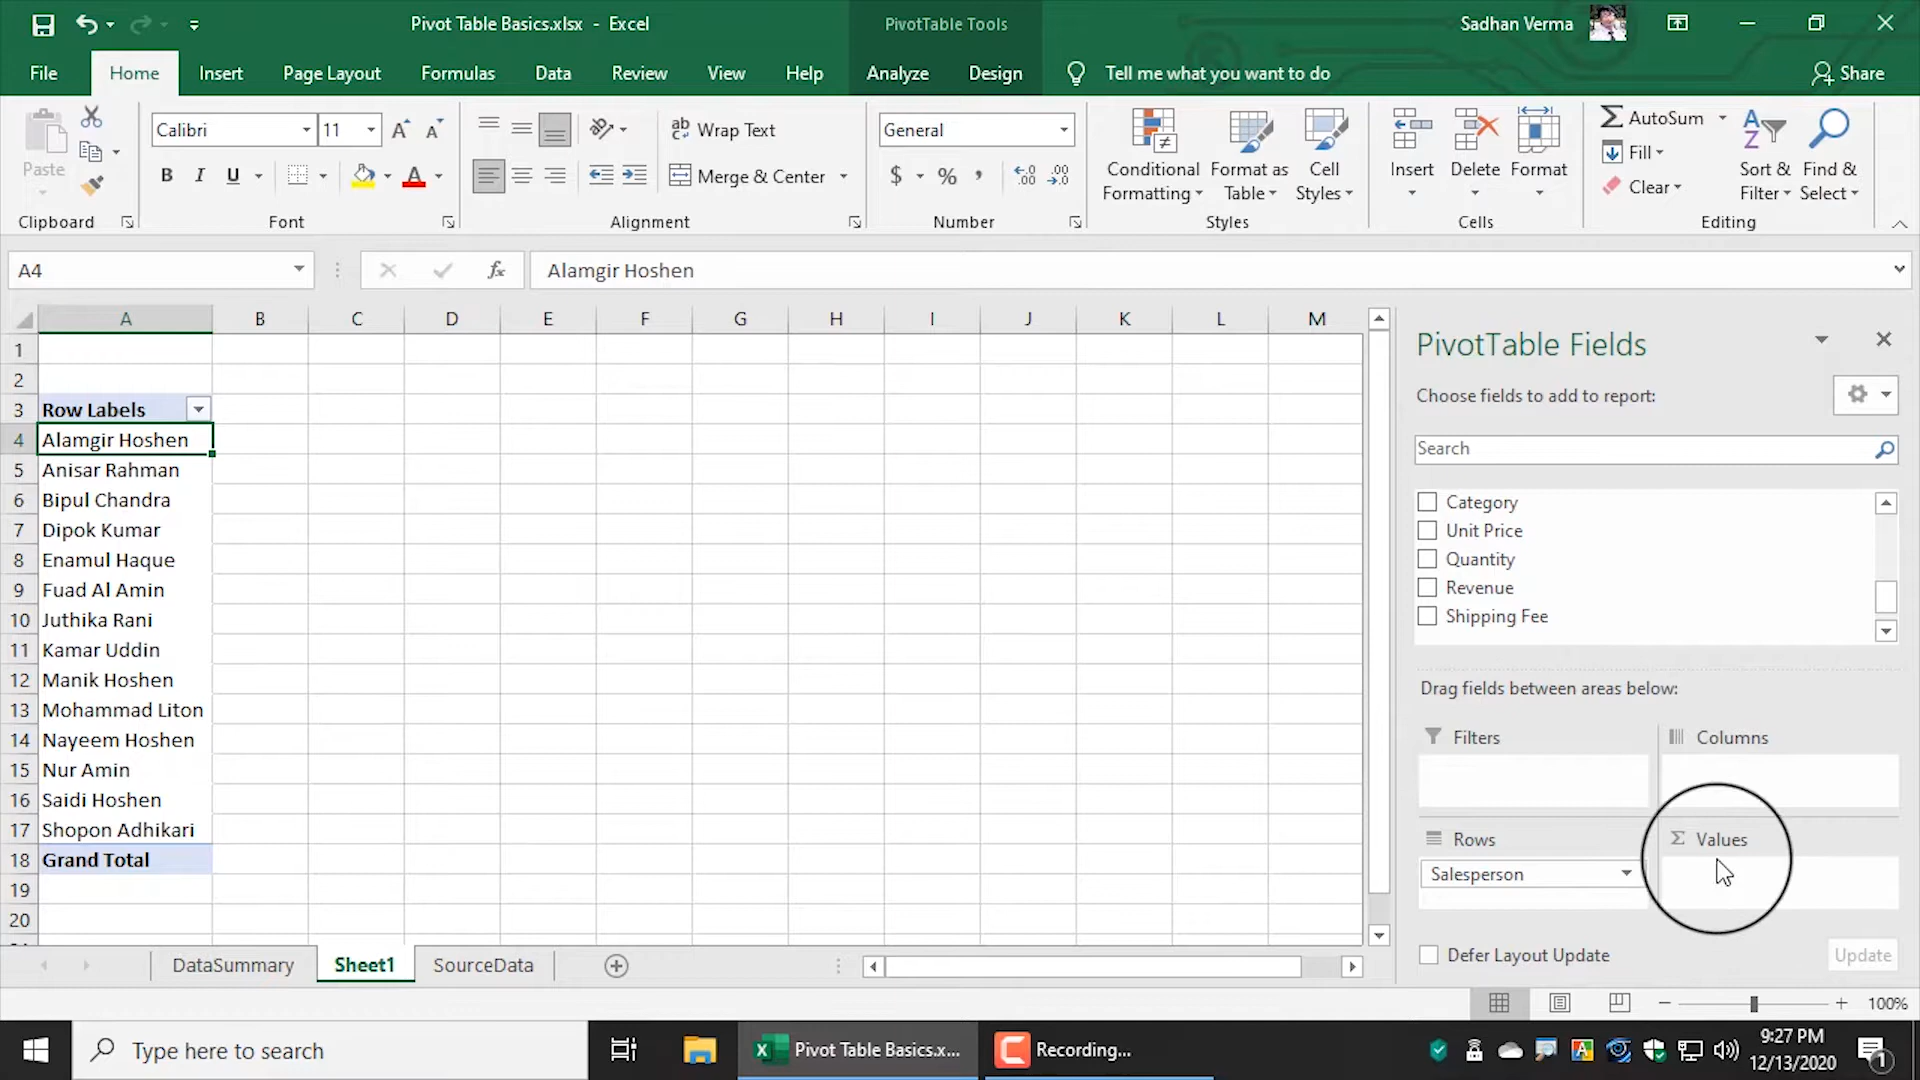 Pivot Table Basics.xlsx - Excel
PivotTable Tools
Sadhan Verma
File Home Insert Page Layout Formulas Data Review View Help Analyze Design Tell me what you want to do Share
Paste
Clipboard
Calibri 11
B I U
Font
Wrap Text
Merge & Center
Alignment
General
$ % ,
Number
Conditional Formatting
Format as Table
Cell Styles
Styles
Insert Delete Format
Cells
AutoSum
Fill
Clear
Sort & Filter
Find & Select
Editing
A4
fx
Alamgir Hoshen
A B C D E F G H I J K L M
1
2
3 Row Labels
4 Alamgir Hoshen
5 Anisar Rahman
6 Bipul Chandra
7 Dipok Kumar
8 Enamul Haque
9 Fuad Al Amin
10 Juthika Rani
11 Kamar Uddin
12 Manik Hoshen
13 Mohammad Liton
14 Nayeem Hoshen
15 Nur Amin
16 Saidi Hoshen
17 Shopon Adhikari
18 Grand Total
19
20
PivotTable Fields
Choose fields to add to report:
Search
Category
Unit Price
Quantity
Revenue
Shipping Fee
Drag fields between areas below:
Filters
Columns
Rows
Σ Values
Salesperson
Defer Layout Update
Update
DataSummary Sheet1 SourceData
100%
Type here to search
Pivot Table Basics.x...
Recording...
9:27 PM
12/13/2020
1